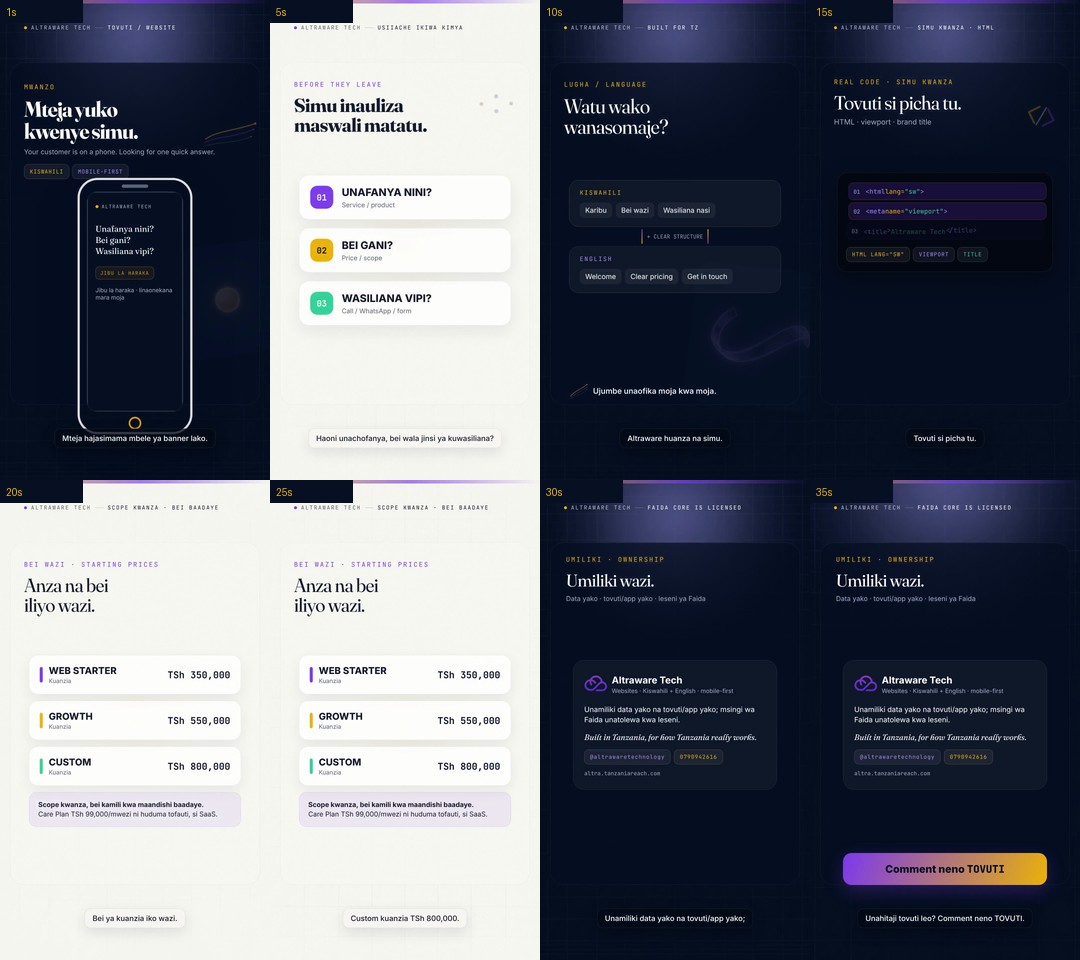 1s
ALTRAWARE TECH — TOVUTI / WEBSITE
MWANZO
Mteja yuko
kwenye simu.
Your customer is on a phone. Looking for one quick answer.
KISWAHILI MOBILE-FIRST
ALTRAWARE TECH
Unafanya nini?
Bei gani?
Wasiliana vipi?
JIBU LA HARAKA
Jibu la haraka · linaonekana
mara moja
Mteja hajasimama mbele ya banner lako.
5s
ALTRAWARE TECH — USIIACHE IKIWA KIMYA
BEFORE THEY LEAVE
Simu inauliza
maswali matatu.
01 UNAFANYA NINI?
Service / product
02 BEI GANI?
Price / scope
03 WASILIANA VIPI?
Call / WhatsApp / form
Haoni unachofanya, bei wala jinsi ya kuwasiliana?
10s
ALTRAWARE TECH — BUILT FOR TZ
LUGHA / LANGUAGE
Watu wako
wanasomaje?
KISWAHILI
Karibu Bei wazi Wasiliana nasi
+ CLEAR STRUCTURE
ENGLISH
Welcome Clear pricing Get in touch
Ujumbe unaofika moja kwa moja.
Altraware huanza na simu.
15s
ALTRAWARE TECH — SIMU KWANZA · HTML
REAL CODE · SIMU KWANZA
Tovuti si picha tu.
HTML · viewport · brand title
01 <htmllang="sw">
02 <metaname="viewport">
03 <title"Altraware Tech</title>
HTML LANG="SW" VIEWPORT TITLE
Tovuti si picha tu.
20s
ALTRAWARE TECH — SCOPE KWANZA · BEI BAADAYE
BEI WAZI · STARTING PRICES
Anza na bei
iliyo wazi.
WEB STARTER TSh 350,000
Kuanzia
GROWTH TSh 550,000
Kuanzia
CUSTOM TSh 800,000
Kuanzia
Scope kwanza, bei kamili kwa maandishi baadaye.
Care Plan TSh 99,000/mwezi ni huduma tofauti, si SaaS.
Bei ya kuanzia iko wazi.
25s
ALTRAWARE TECH — SCOPE KWANZA · BEI BAADAYE
BEI WAZI · STARTING PRICES
Anza na bei
iliyo wazi.
WEB STARTER TSh 350,000
Kuanzia
GROWTH TSh 550,000
Kuanzia
CUSTOM TSh 800,000
Kuanzia
Scope kwanza, bei kamili kwa maandishi baadaye.
Care Plan TSh 99,000/mwezi ni huduma tofauti, si SaaS.
Custom kuanzia TSh 800,000.
30s
ALTRAWARE TECH — FAIDA CORE IS LICENSED
UMILIKI · OWNERSHIP
Umiliki wazi.
Data yako · tovuti/app yako · leseni ya Faida
Altraware Tech
Websites · Kiswahili + English · mobile-first
Unamiliki data yako na tovuti/app yako; msingi wa
Faida unatolewa kwa leseni.
Built in Tanzania, for how Tanzania really works.
@altrawaretechnology 0790942616
altra.tanzaniareach.com
Unamiliki data yako na tovuti/app yako;
35s
ALTRAWARE TECH — FAIDA CORE IS LICENSED
UMILIKI · OWNERSHIP
Umiliki wazi.
Data yako · tovuti/app yako · leseni ya Faida
Altraware Tech
Websites · Kiswahili + English · mobile-first
Unamiliki data yako na tovuti/app yako; msingi wa
Faida unatolewa kwa leseni.
Built in Tanzania, for how Tanzania really works.
@altrawaretechnology 0790942616
altra.tanzaniareach.com
Comment neno TOVUTI
Unahitaji tovuti leo? Comment neno TOVUTI.